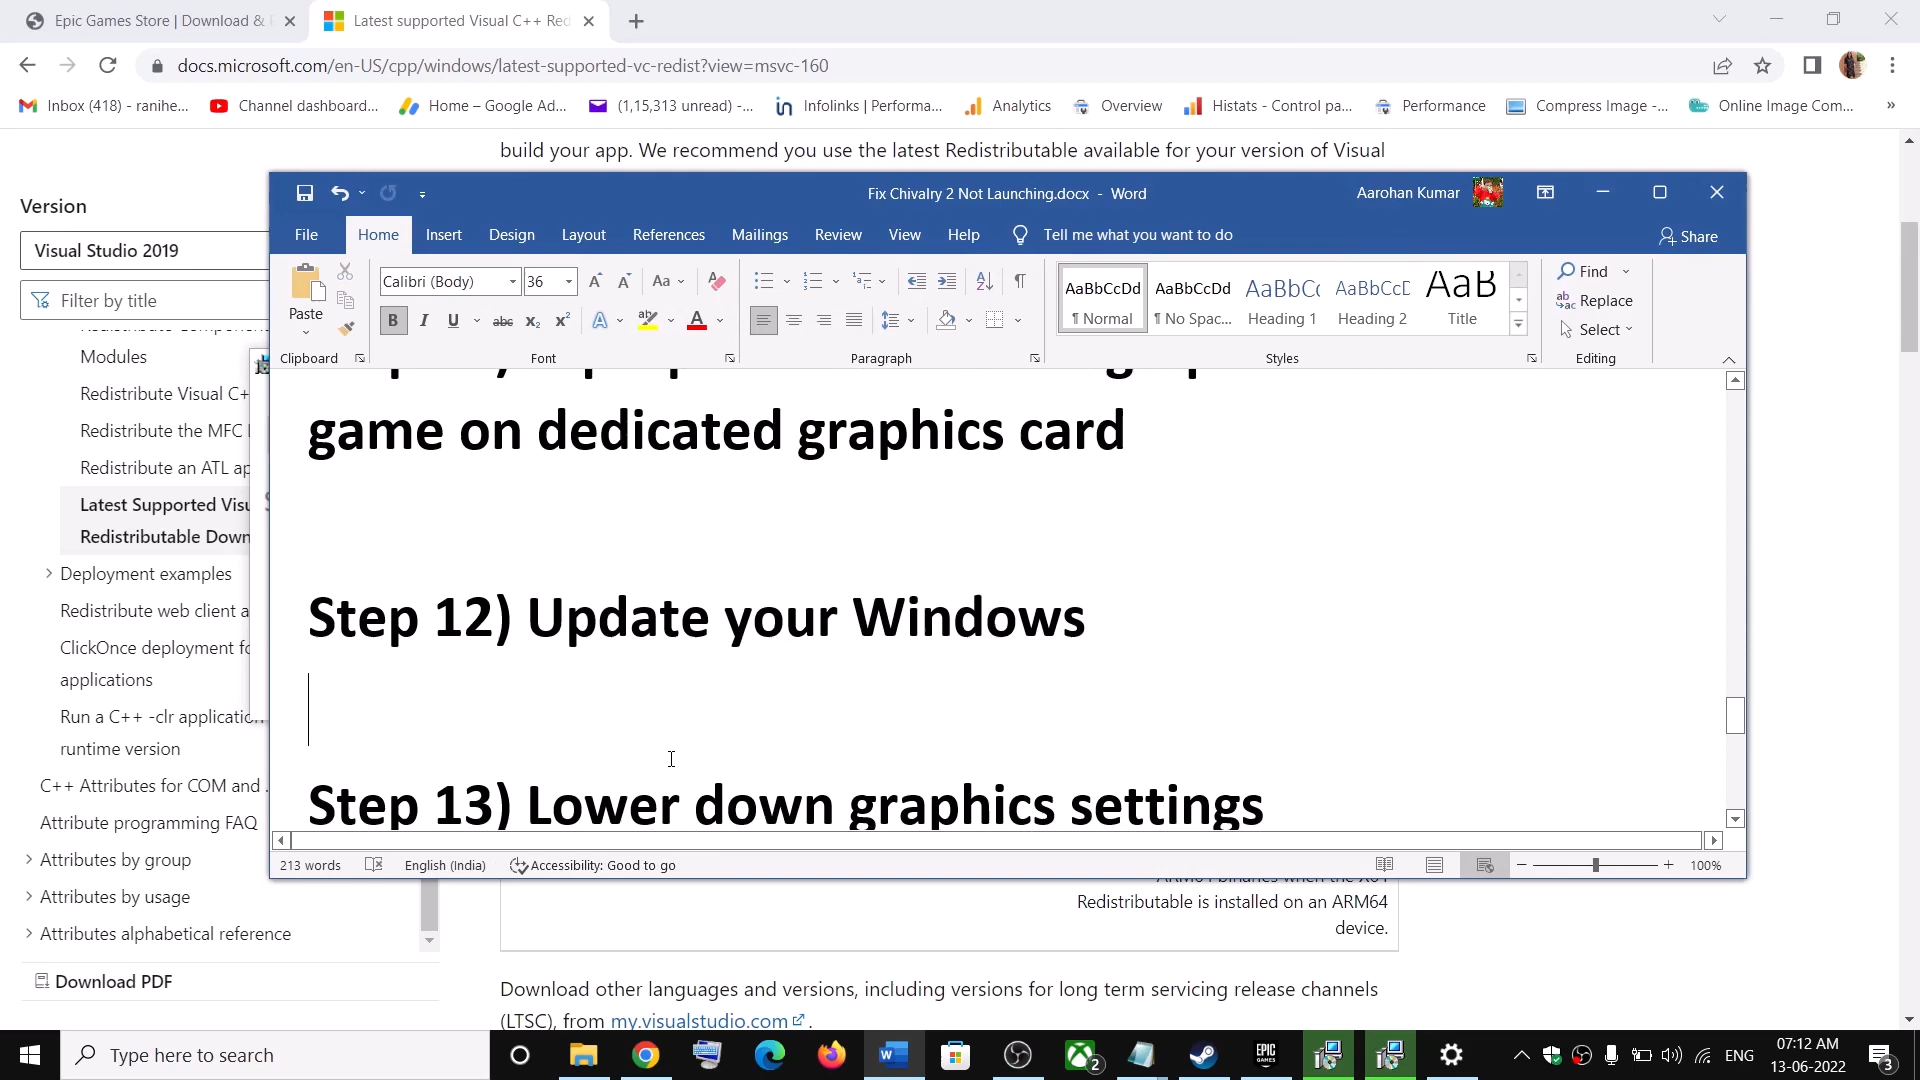 Epic Games Store | Download &
Latest supported Visual C++ Red
docs.microsoft.com/en-US/cpp/windows/latest-supported-vc-redist?view=msvc-160
Inbox (418) - ranihe...
Channel dashboard...
Home – Google Ad...
(1,15,313 unread) -...
Infolinks | Performa...
Analytics
Overview
Histats - Control pa...
Performance
Compress Image -...
Online Image Com...
»
build your app. We recommend you use the latest Redistributable available for your version of Visual
Version
Visual Studio 2019
Filter by title
Modules
Redistribute Visual C+
Redistribute the MFC
Redistribute an ATL ap
Latest Supported Visu
Redistributable Down
Deployment examples
Redistribute web client a
ClickOnce deployment fo
applications
Run a C++ -clr application
runtime version
C++ Attributes for COM and .
Attribute programming FAQ
Attributes by group
Attributes by usage
Attributes alphabetical reference
Download PDF
Fix Chivalry 2 Not Launching.docx - Word
Aarohan Kumar
File
Home
Insert
Design
Layout
References
Mailings
Review
View
Help
Tell me what you want to do
Share
Paste
Clipboard
Calibri (Body)
36
Font
Paragraph
AaBbCcDd
¶ Normal
AaBbCcDd
¶ No Spac...
AaBbCc
Heading 1
AaBbCcD
Heading 2
AaB
Title
Styles
Find
Replace
Select
Editing
game on dedicated graphics card
Step 12) Update your Windows
Step 13) Lower down graphics settings
213 words
English (India)
Accessibility: Good to go
100%
Redistributable is installed on an ARM64
device.
Download other languages and versions, including versions for long term servicing release channels
(LTSC), from my.visualstudio.com .
Type here to search
EPIC
GAMES
2
ENG
07:12 AM
13-06-2022
3